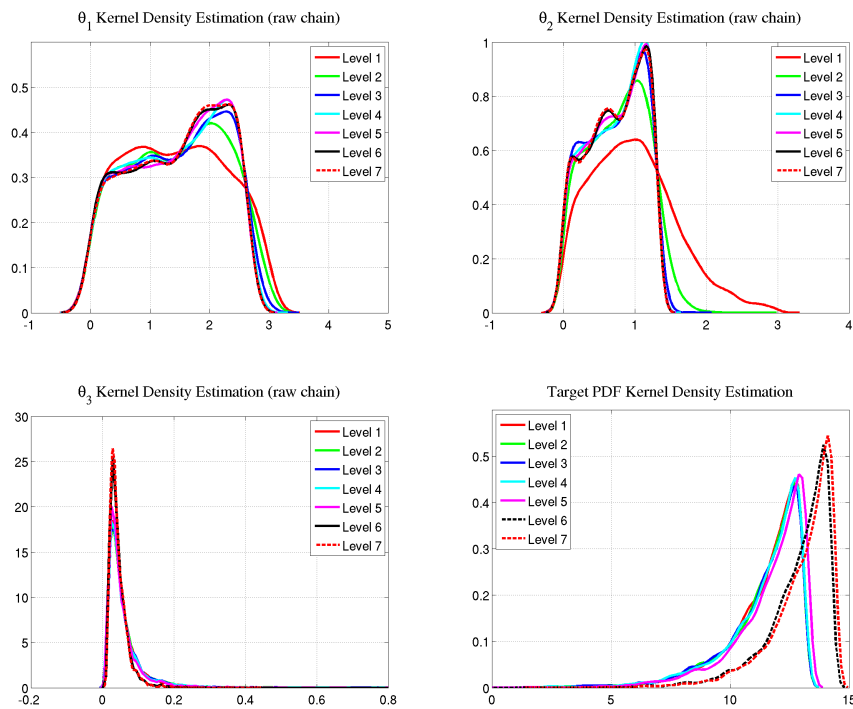 θ1 Kernel Density Estimation (raw chain)
0.5
0.4
0.3
0.2
0.1
0
-1 0 1 2 3 4 5
Level 1
Level 2
Level 3
Level 4
Level 5
Level 6
Level 7
θ2 Kernel Density Estimation (raw chain)
1
0.8
0.6
0.4
0.2
0
-1 0 1 2 3 4
Level 1
Level 2
Level 3
Level 4
Level 5
Level 6
Level 7
θ3 Kernel Density Estimation (raw chain)
30
25
20
15
10
5
0
-0.2 0 0.2 0.4 0.6 0.8
Level 1
Level 2
Level 3
Level 4
Level 5
Level 6
Level 7
Target PDF Kernel Density Estimation
0.5
0.4
0.3
0.2
0.1
0
0 5 10 15
Level 1
Level 2
Level 3
Level 4
Level 5
Level 6
Level 7